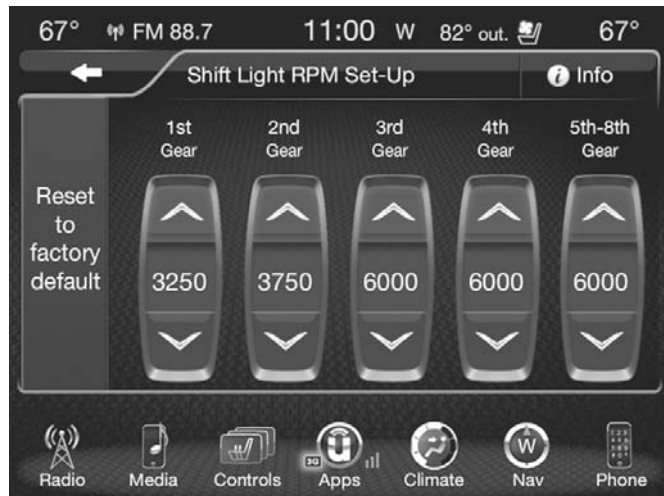 67° FM 88.7 11:00 W 82° out. 67°
Shift Light RPM Set-Up
i Info
1st Gear
2nd Gear
3rd Gear
4th Gear
5th-8th Gear
Reset
to
factory
default
3250 3750 6000 6000 6000
3G
W
Radio Media Controls Apps Climate Nav Phone